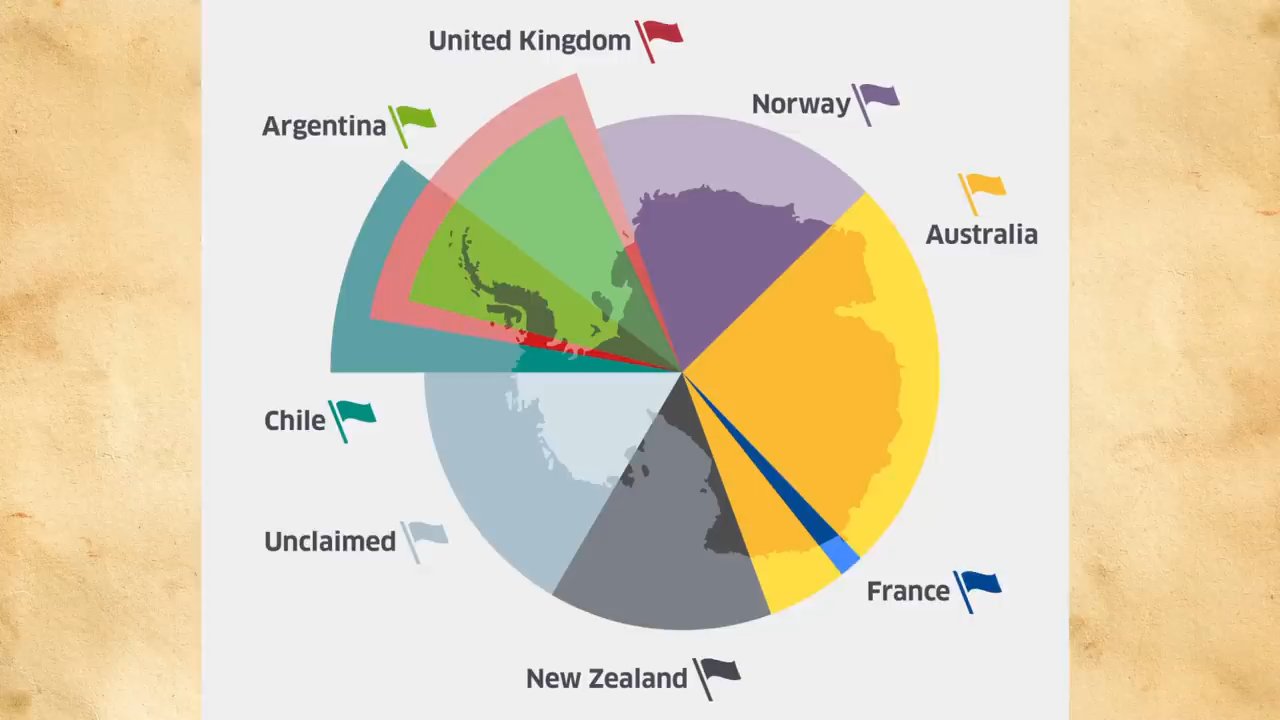 United Kingdom
Norway
Argentina
Australia
Chile
Unclaimed
France
New Zealand